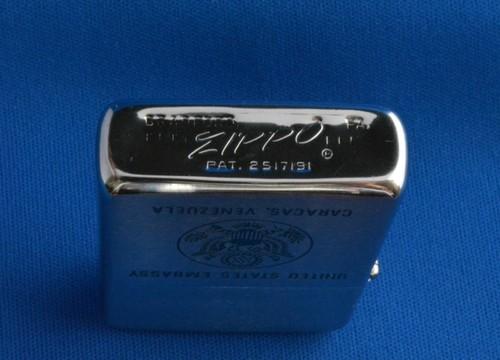 ZIPPO ®
PAT. 2517191
UNITED STATES EMBASSY
CARACAS, VENEZUELA